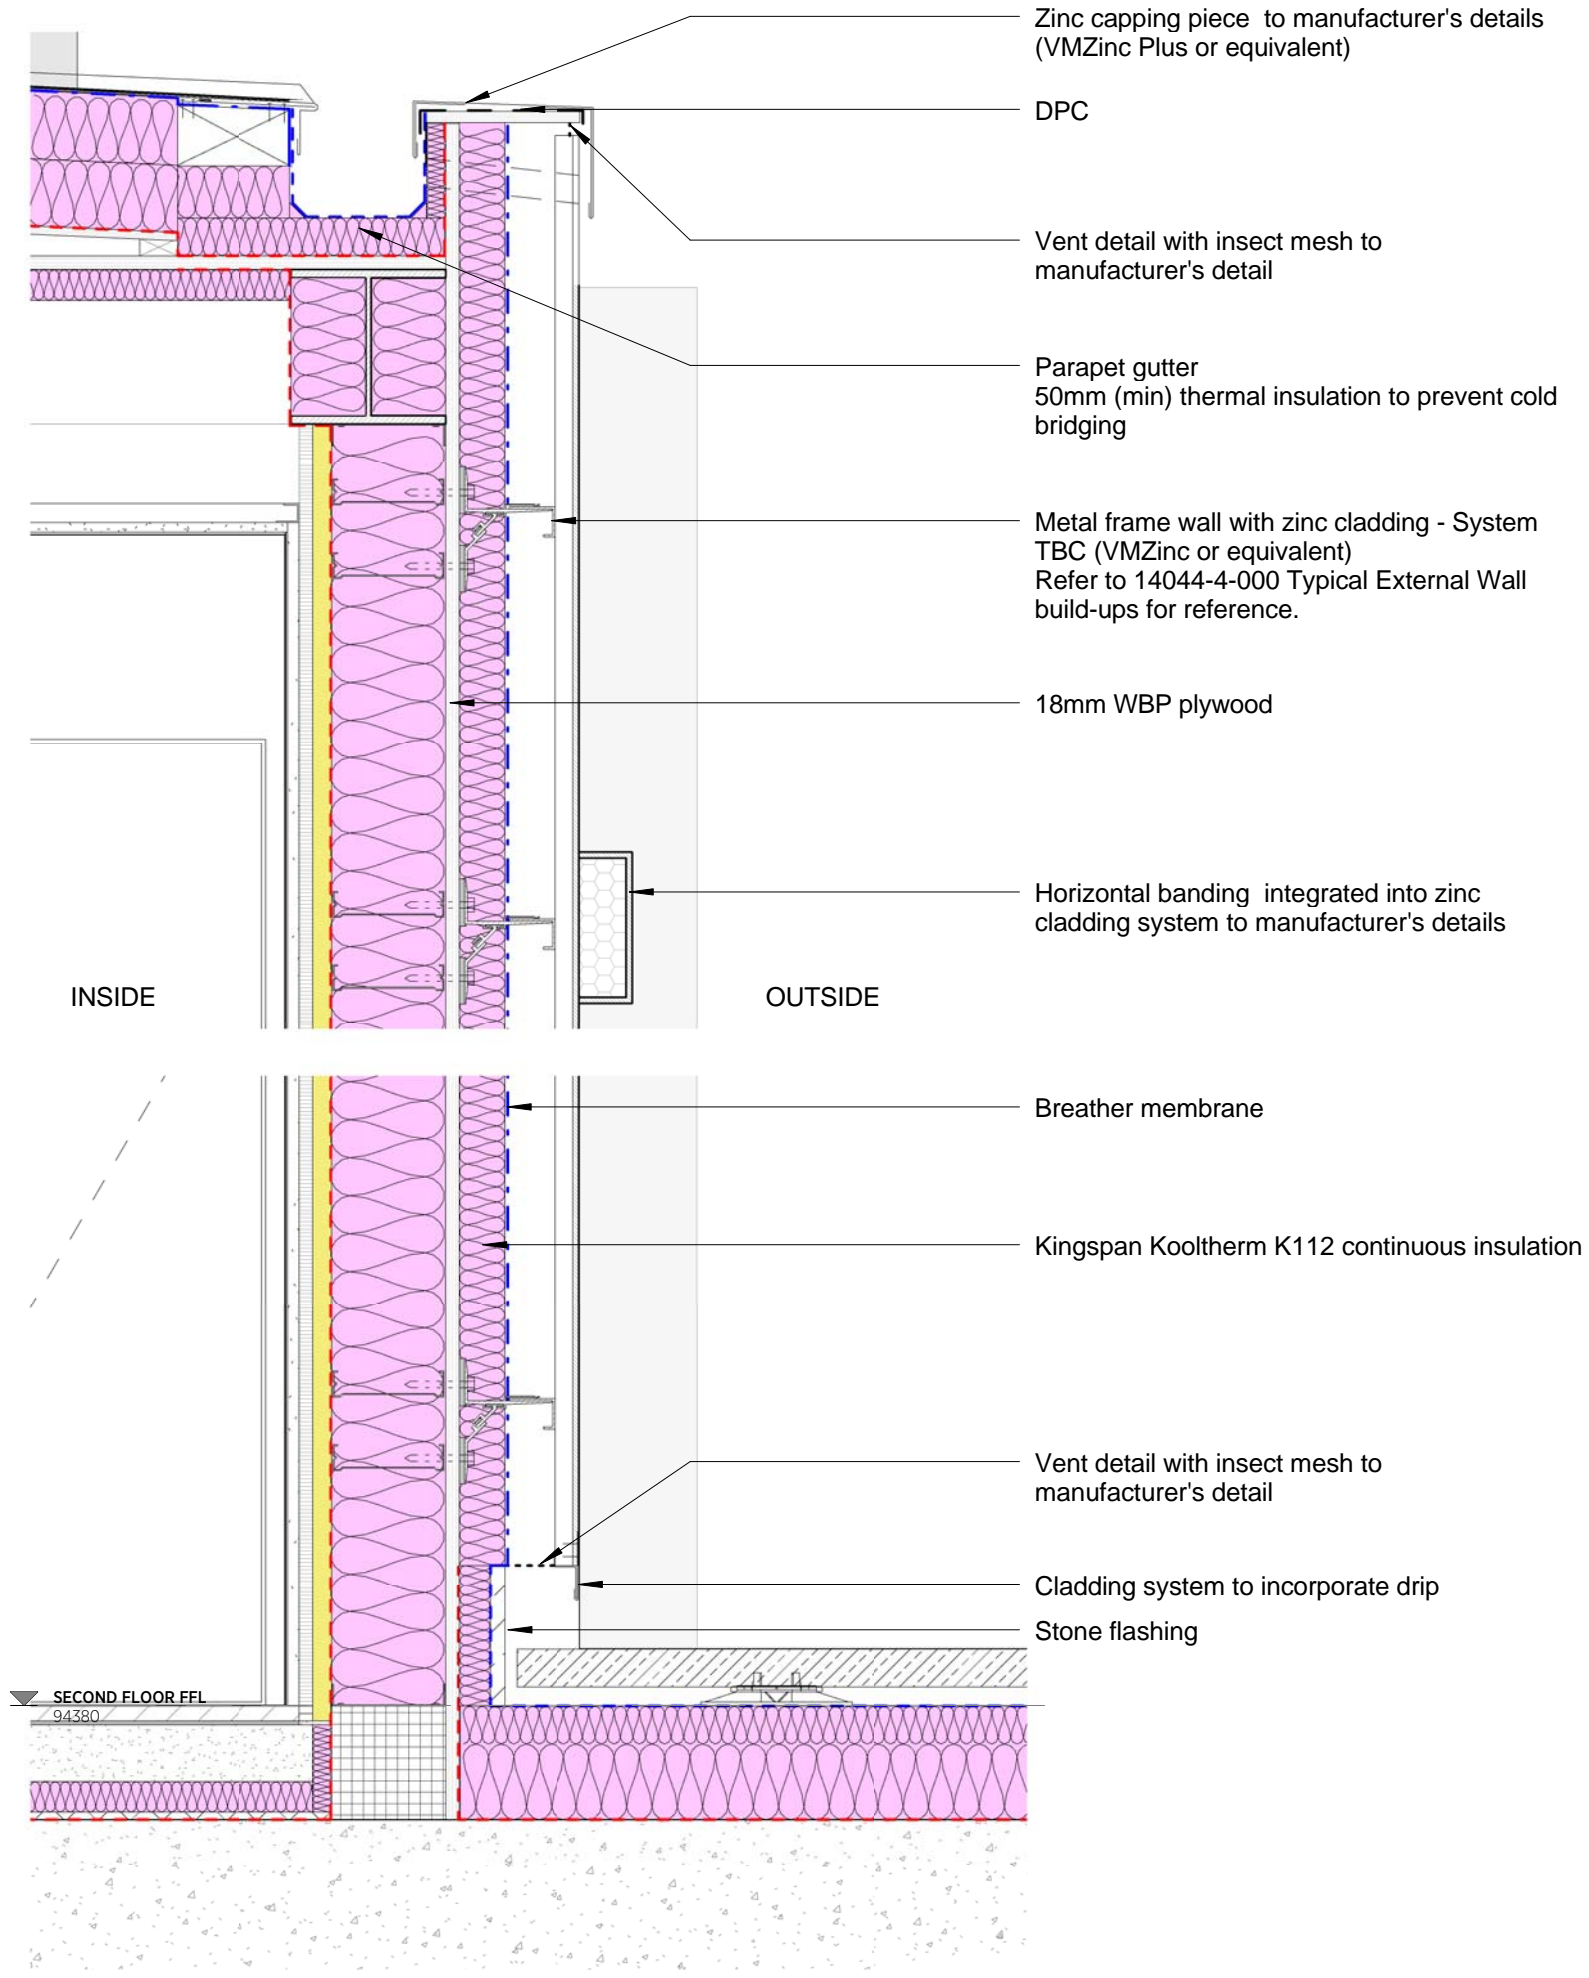 Zinc capping piece  to manufacturer's details
(VMZinc Plus or equivalent)
DPC
Vent detail with insect mesh to
manufacturer's detail
Parapet gutter
50mm (min) thermal insulation to prevent cold
bridging
Metal frame wall with zinc cladding - System
TBC (VMZinc or equivalent)
Refer to 14044-4-000 Typical External Wall
build-ups for reference.
18mm WBP plywood
Horizontal banding  integrated into zinc
cladding system to manufacturer's details
INSIDE
OUTSIDE
Breather membrane
Kingspan Kooltherm K112 continuous insulation
Vent detail with insect mesh to
manufacturer's detail
Cladding system to incorporate drip
Stone flashing
SECOND FLOOR FFL
94380